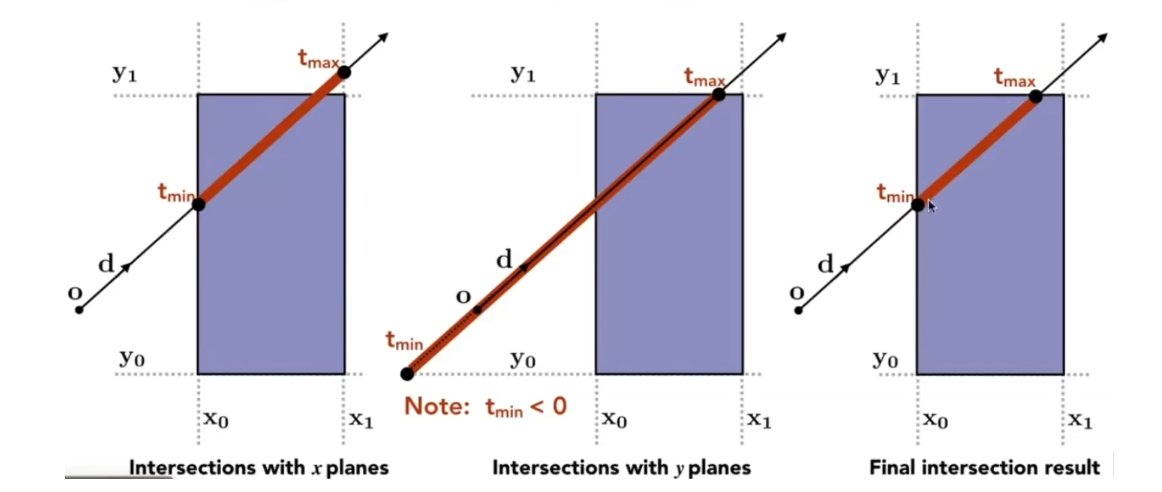 t_max
y₁
t_min
d
o
y₀
x₀
x₁
Intersections with x planes
y₁
t_max
d
o
t_min
y₀
Note: t_min < 0
x₀
x₁
Intersections with y planes
y₁
t_max
t_min
d
o
y₀
x₀
x₁
Final intersection result